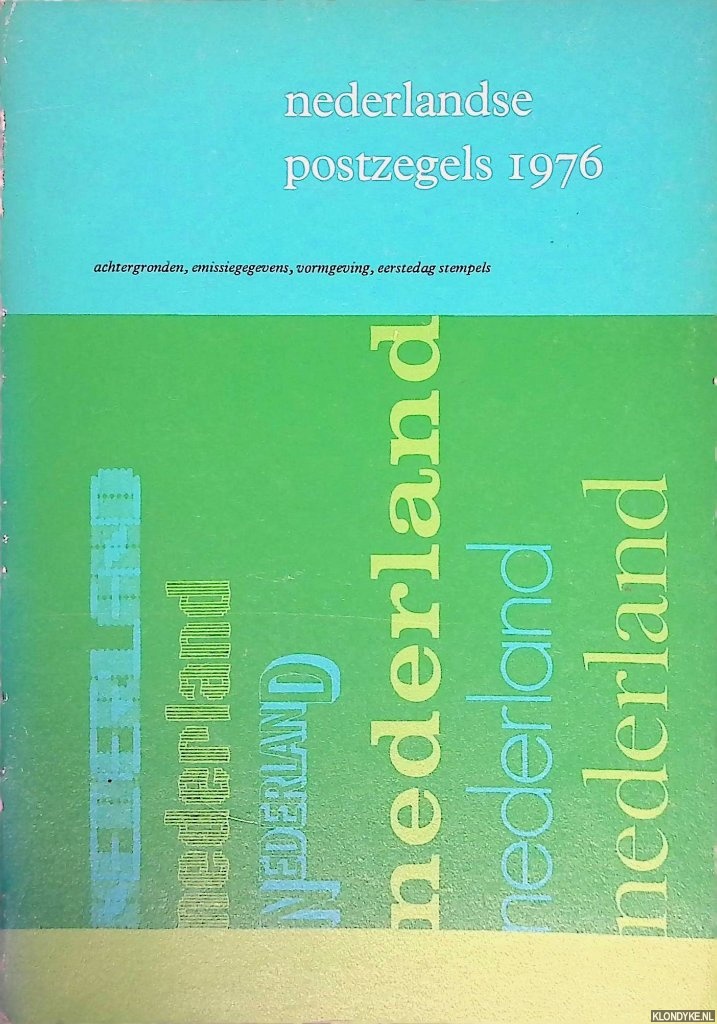 nederlandse
postzegels 1976
achtergronden, emissiegegevens, vormgeving, eerstedag stempels
NEDERLAND
nederland
NEDERLAND
nederland
nederland
nederland
KLONDYKE.NL